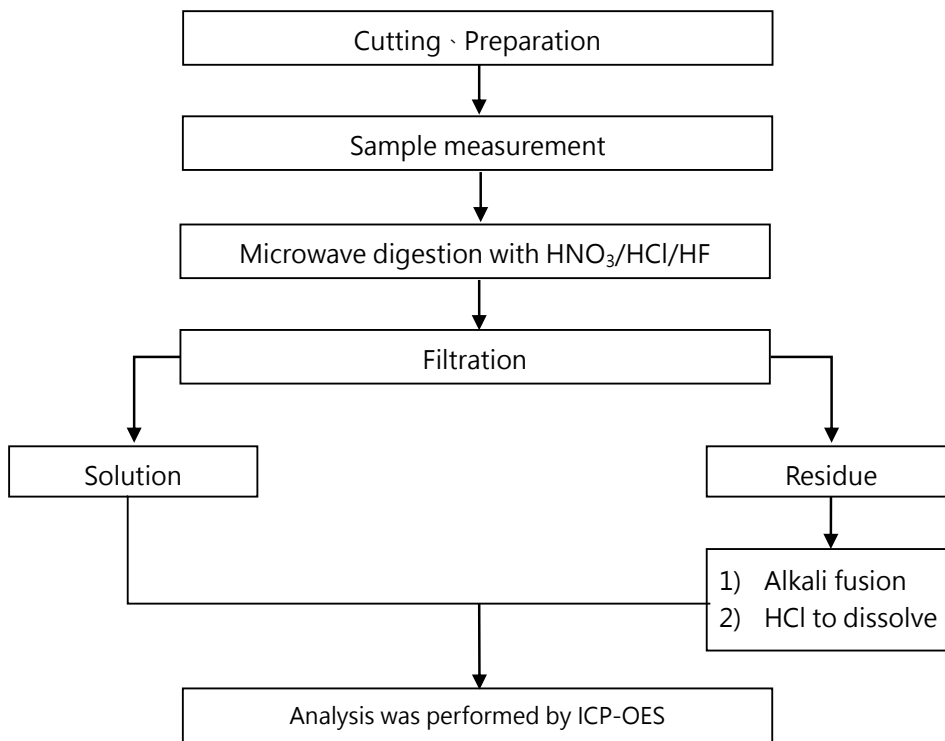 Cutting、Preparation
Sample measurement
Microwave digestion with HNO₃/HCl/HF
Filtration
Solution
Residue
1) Alkali fusion
2) HCl to dissolve
Analysis was performed by ICP-OES